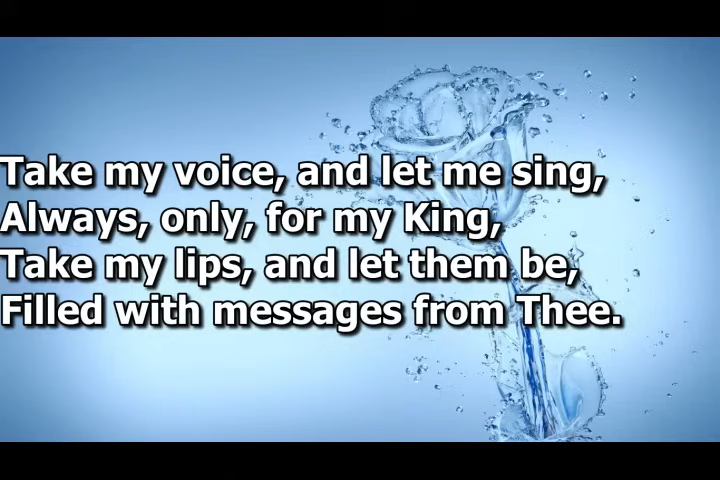 Take my voice, and let me sing,
Always, only, for my King,
Take my lips, and let them be,
Filled with messages from Thee.